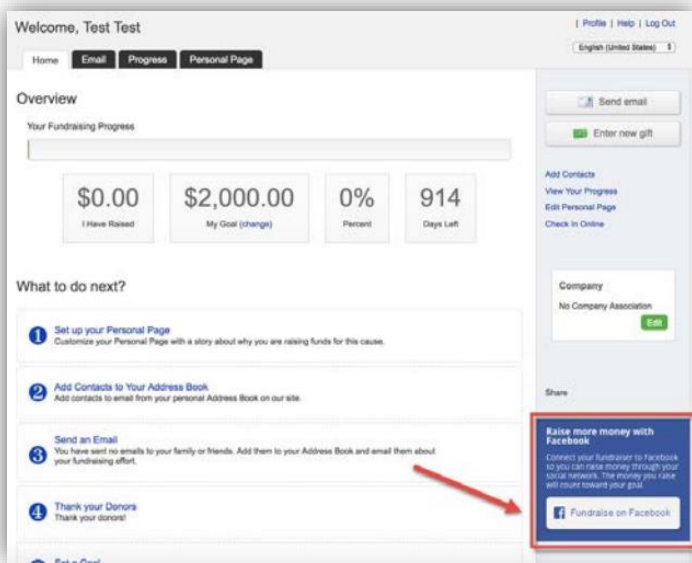 Welcome, Test Test
| Profile | Help | Log Out
English (United States)
Home Email Progress Personal Page
Overview
Your Fundraising Progress
$0.00
I Have Raised
$2,000.00
My Goal (change)
0%
Percent
914
Days Left
What to do next?
1 Set up your Personal Page
Customize your Personal Page with a story about why you are raising funds for this cause.
2 Add Contacts to Your Address Book
Add contacts to email from your personal Address Book on our site.
3 Send an Email
You have sent no emails to your family or friends. Add them to your Address Book and email them about
your fundraising effort.
4 Thank your Donors
Thank your donors!
Set a Goal
Send email
Enter new gift
Add Contacts
View Your Progress
Edit Personal Page
Check In Online
Company
No Company Association
Edit
Share
Raise more money with
Facebook
Connect your fundraiser to Facebook
so you can raise money through your
social network. The money you raise
will count toward your goal.
f Fundraise on Facebook